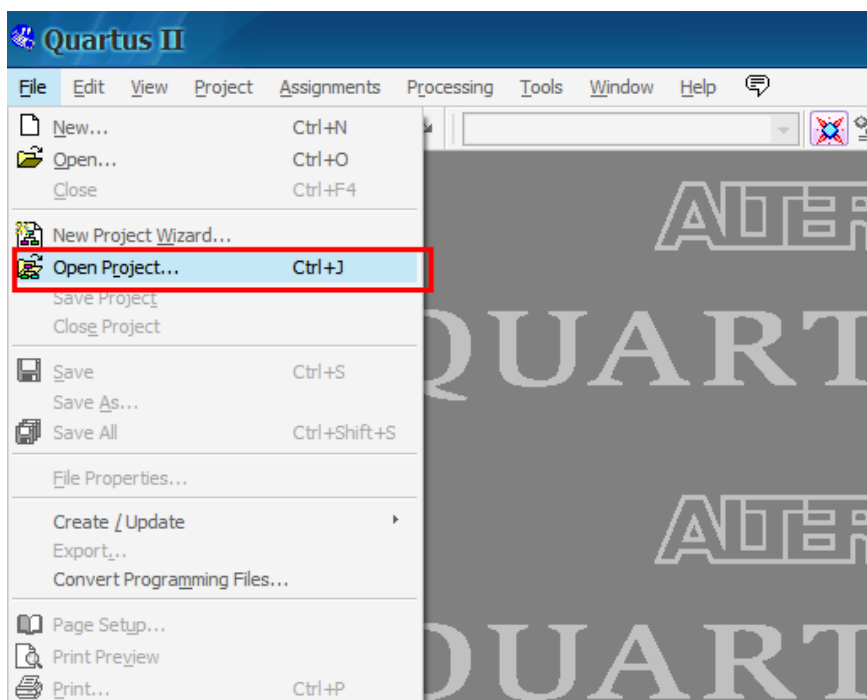 Quartus II
File Edit View Project Assignments Processing Tools Window Help
New... Ctrl+N
Open... Ctrl+O
Close Ctrl+F4
New Project Wizard...
Open Project... Ctrl+J
Save Project
Close Project
Save Ctrl+S
Save As...
Save All Ctrl+Shift+S
File Properties...
Create / Update
Export...
Convert Programming Files...
Page Setup...
Print Preview
Print... Ctrl+P
ALTER
QUART
ALTER
QUART